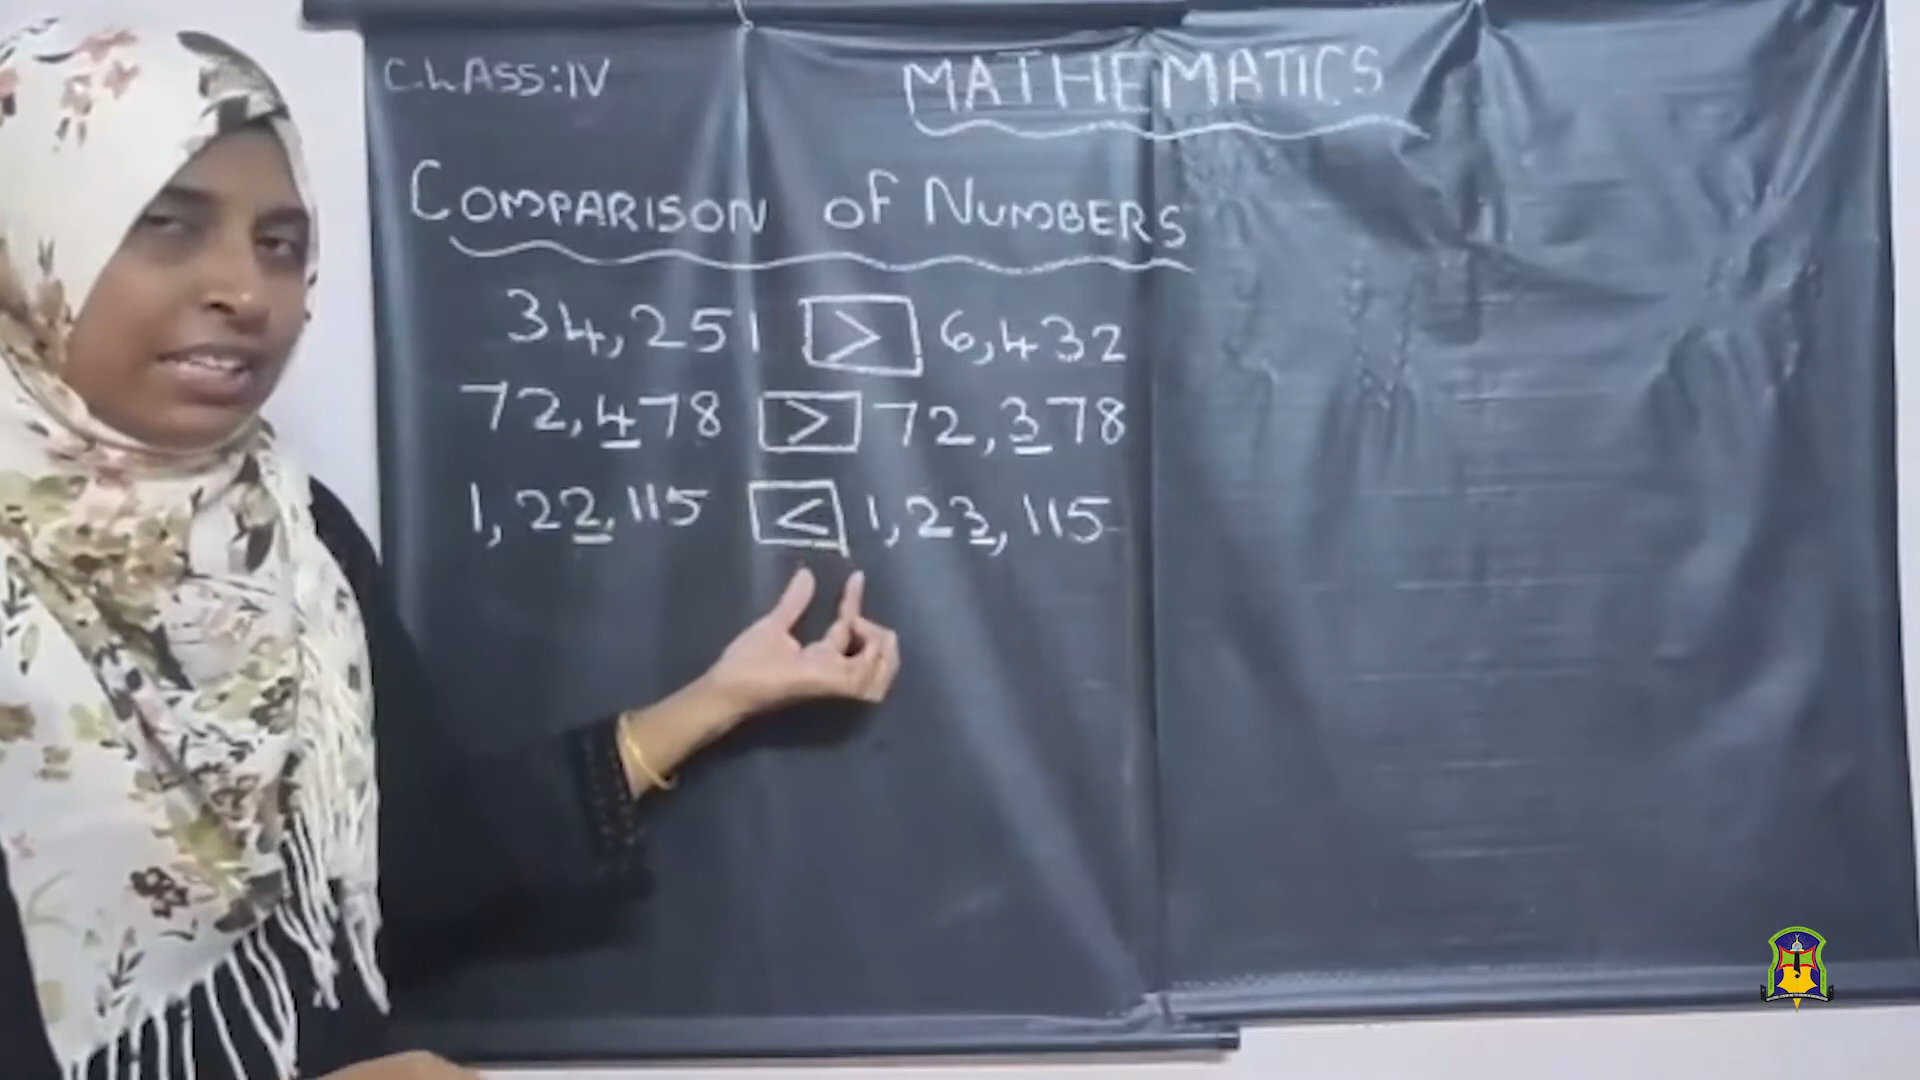 CLASS:IV
MATHEMATICS
COMPARISON OF NUMBERS
34,251 > 6,432
72,478 > 72,378
1,22,115 < 1,23,115